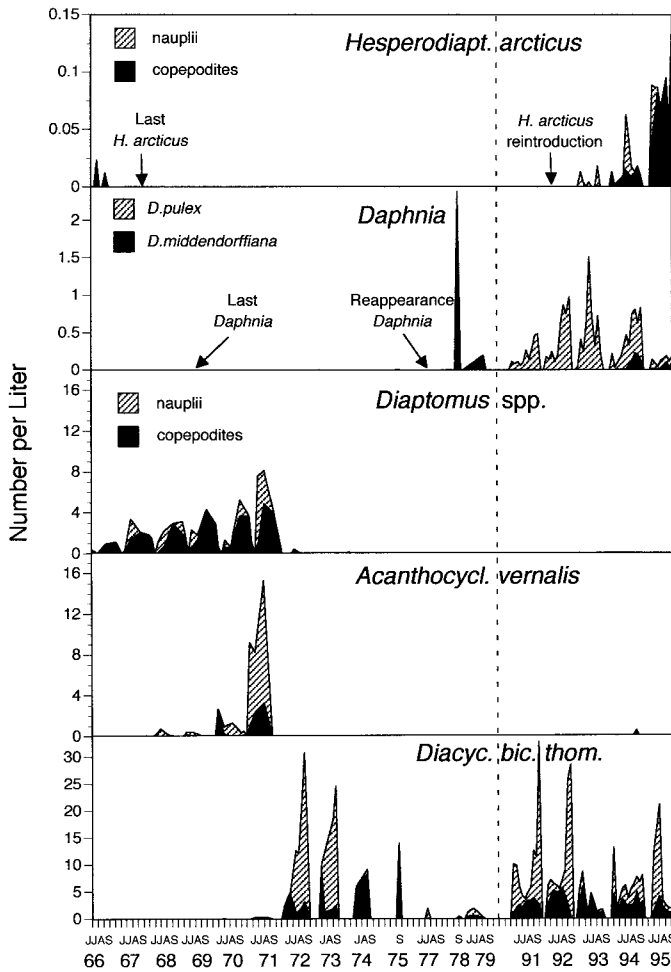 Number per Liter
0.15
0.1
0.05
0
nauplii
copepodites
Hesperodiapt. arcticus
Last
H. arcticus
H. arcticus
reintroduction
2
1.5
1
0.5
0
D.pulex
D.middendorffiana
Daphnia
Last
Daphnia
Reappearance
Daphnia
16
12
8
4
0
nauplii
copepodites
Diaptomus spp.
16
12
8
4
0
Acanthocycl. vernalis
30
25
20
15
10
5
0
Diacyc. bic. thom.
JJAS JJAS JJAS JJAS JJAS JJAS JJAS JJAS JJAS S JJAS JJAS JJAS JJAS JJAS JJAS JJAS JJAS
66 67 68 69 70 71 72 73 74 75 77 78 79 91 92 93 94 95